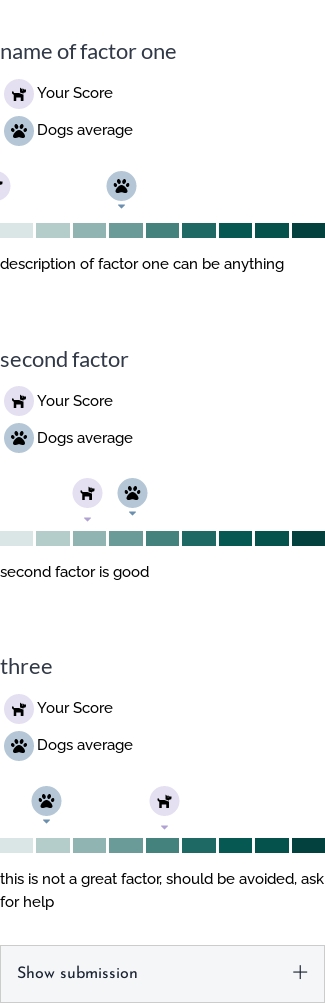 name of factor one
Your Score
Dogs average
description of factor one can be anything
second factor
Your Score
Dogs average
second factor is good
three
Your Score
Dogs average
this is not a great factor, should be avoided, ask
for help
Show submission